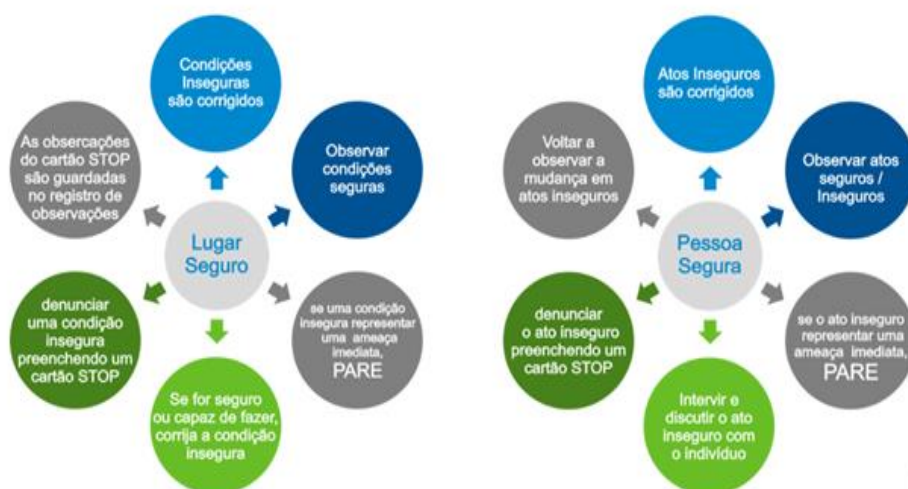 Condições
Inseguras
são corrigidos
Observar
condições
seguras
se uma condição
insegura representar
uma ameaça
imediata,
PARE
Se for seguro
ou capaz de fazer,
corrija a condição
insegura
denunciar
uma condição
insegura
preenchendo um
cartão STOP
As obsercações
do cartão STOP
são guardadas
no registro de
observações
Lugar
Seguro
Atos Inseguros
são corrigidos
Observar atos
seguros /
Inseguros
se o ato inseguro
representar uma
ameaça imediata,
PARE
Intervir e
discutir o ato
inseguro com
o indivíduo
denunciar
o ato inseguro
preenchendo um
cartão STOP
Voltar a
observar a
mudança em
atos inseguros
Pessoa
Segura